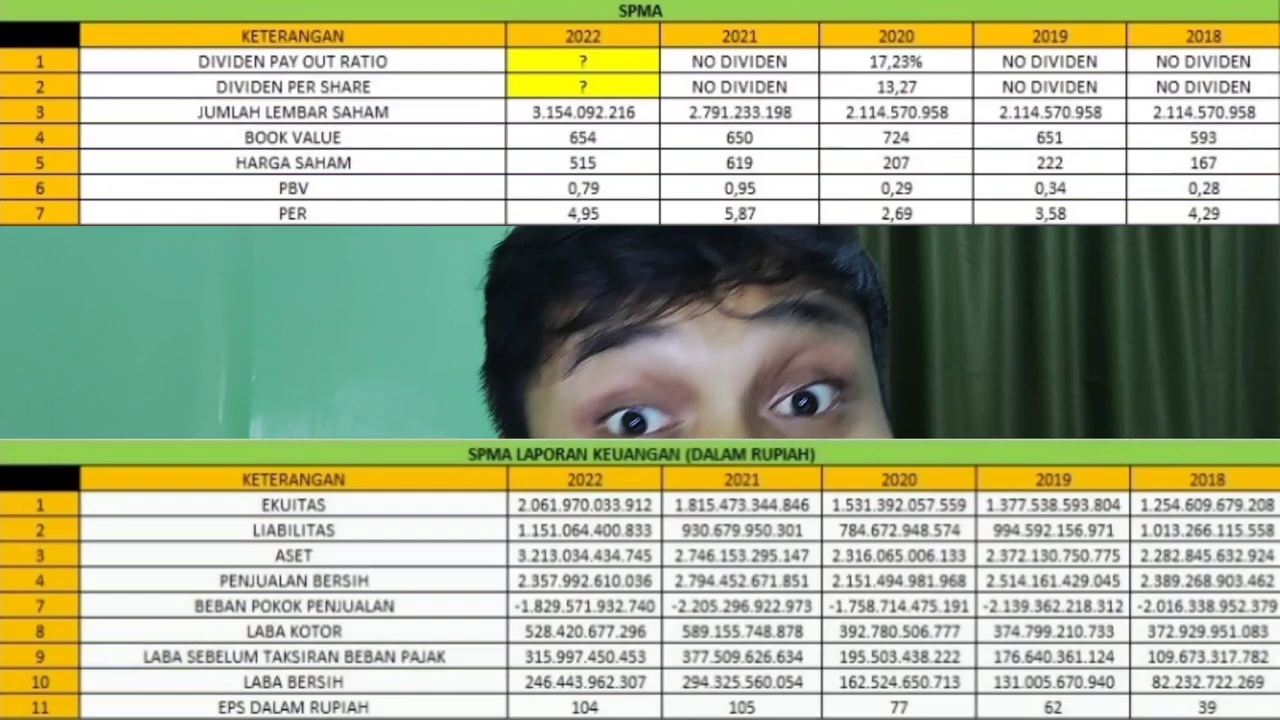 SPMA
KETERANGAN 2022 2021 2020 2019 2018
1 DIVIDEN PAY OUT RATIO ? NO DIVIDEN 17,23% NO DIVIDEN NO DIVIDEN
2 DIVIDEN PER SHARE ? NO DIVIDEN 13,27 NO DIVIDEN NO DIVIDEN
3 JUMLAH LEMBAR SAHAM 3.154.092.216 2.791.233.198 2.114.570.958 2.114.570.958 2.114.570.958
4 BOOK VALUE 654 650 724 651 593
5 HARGA SAHAM 515 619 207 222 167
6 PBV 0,79 0,95 0,29 0,34 0,28
7 PER 4,95 5,87 2,69 3,58 4,29
SPMA LAPORAN KEUANGAN (DALAM RUPIAH)
KETERANGAN 2022 2021 2020 2019 2018
1 EKUITAS 2.061.970.033.912 1.815.473.344.846 1.531.392.057.559 1.377.538.593.804 1.254.609.679.208
2 LIABILITAS 1.151.064.400.833 930.679.950.301 784.672.948.574 994.592.156.971 1.013.266.115.558
3 ASET 3.213.034.434.745 2.746.153.295.147 2.316.065.006.133 2.372.130.750.775 2.282.845.632.924
4 PENJUALAN BERSIH 2.357.992.610.036 2.794.452.671.851 2.151.494.981.968 2.514.161.429.045 2.389.268.903.462
7 BEBAN POKOK PENJUALAN -1.829.571.932.740 -2.205.296.922.973 -1.758.714.475.191 -2.139.362.218.312 -2.016.338.952.379
8 LABA KOTOR 528.420.677.296 589.155.748.878 392.780.506.777 374.799.210.733 372.929.951.083
9 LABA SEBELUM TAKSIRAN BEBAN PAJAK 315.997.450.453 377.509.626.634 195.503.438.222 176.640.361.124 109.673.317.782
10 LABA BERSIH 246.443.962.307 294.325.560.054 162.524.650.713 131.005.670.940 82.232.722.269
11 EPS DALAM RUPIAH 104 105 77 62 39